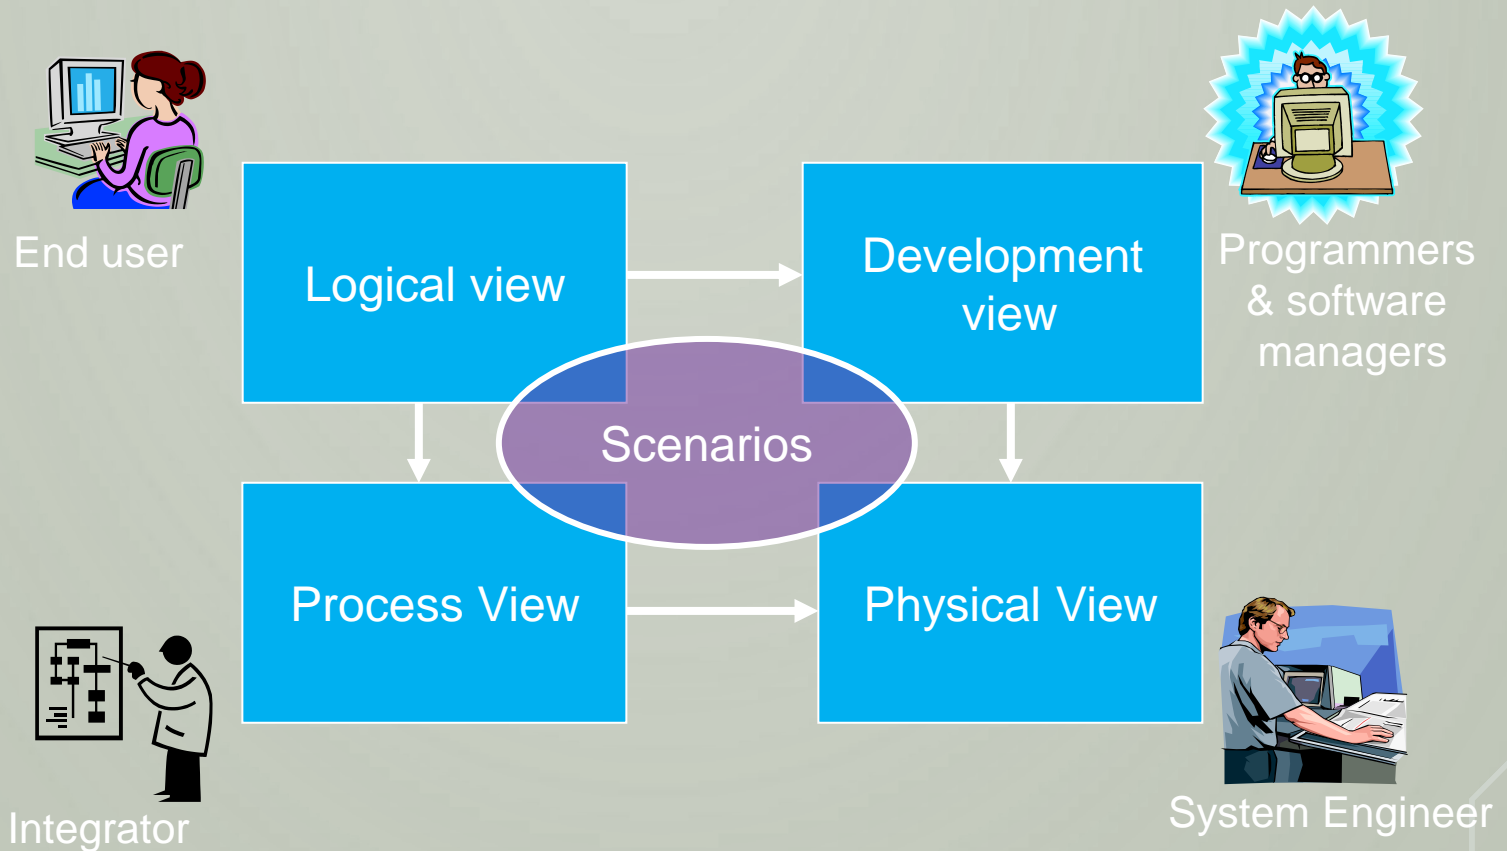 End user
Logical view
Development
view
Programmers
& software
managers
Scenarios
Process View
Physical View
Integrator
System Engineer